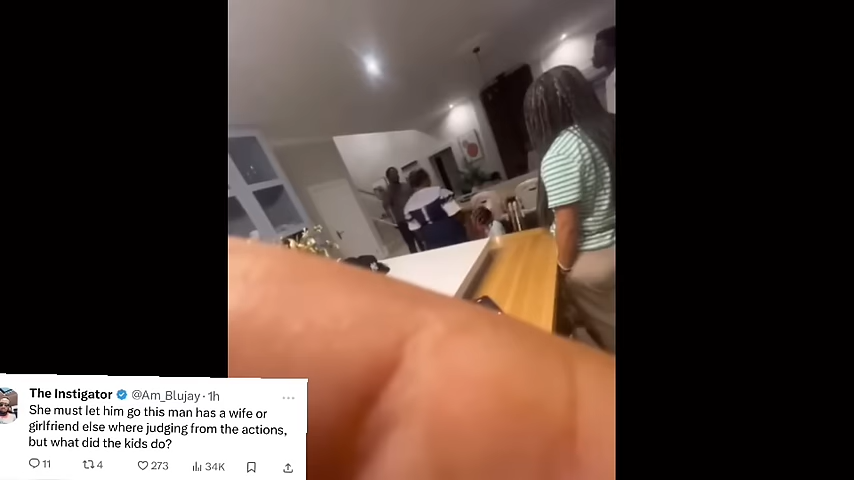 The Instigator @Am_Blujay · 1h
She must let him go this man has a wife or
girlfriend else where judging from the actions,
but what did the kids do?
11 4 273 34K